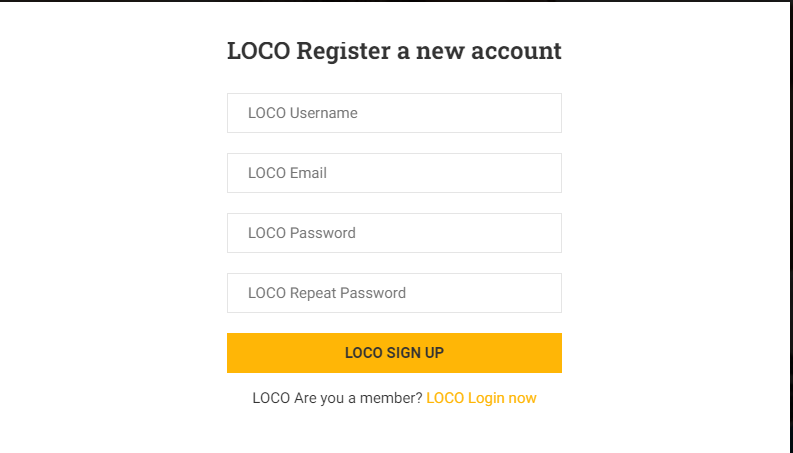 LOCO Register a new account
LOCO Username
LOCO Email
LOCO Password
LOCO Repeat Password
LOCO SIGN UP
LOCO Are you a member? LOCO Login now